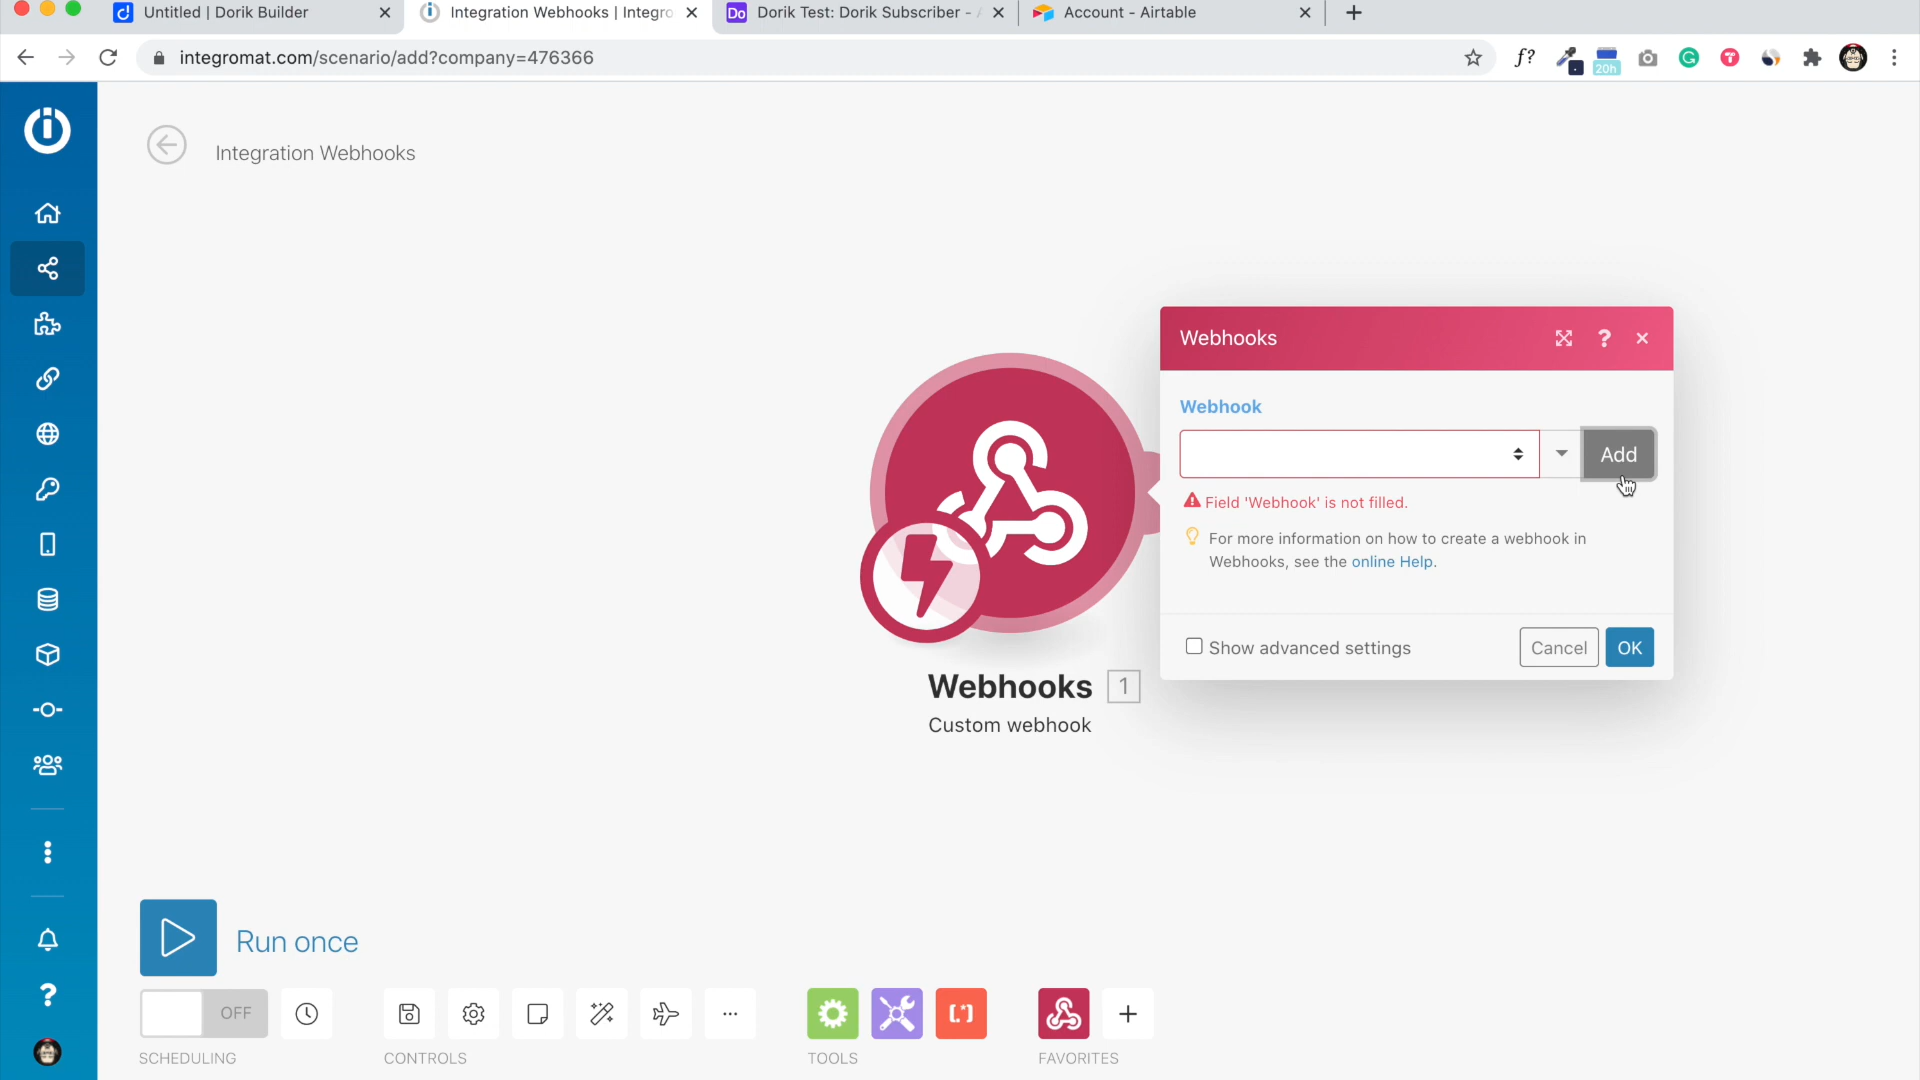 Untitled | Dorik Builder
Integration Webhooks | Integro
Do
Dorik Test: Dorik Subscriber -
Account - Airtable
integromat.com/scenario/add?company=476366
f?
20h
Integration Webhooks
Webhooks
?
Webhook
Add
Field 'Webhook' is not filled.
For more information on how to create a webhook in
Webhooks, see the online Help.
Show advanced settings
Cancel
OK
Webhooks 1
Custom webhook
Run once
OFF
SCHEDULING
CONTROLS
TOOLS
FAVORITES